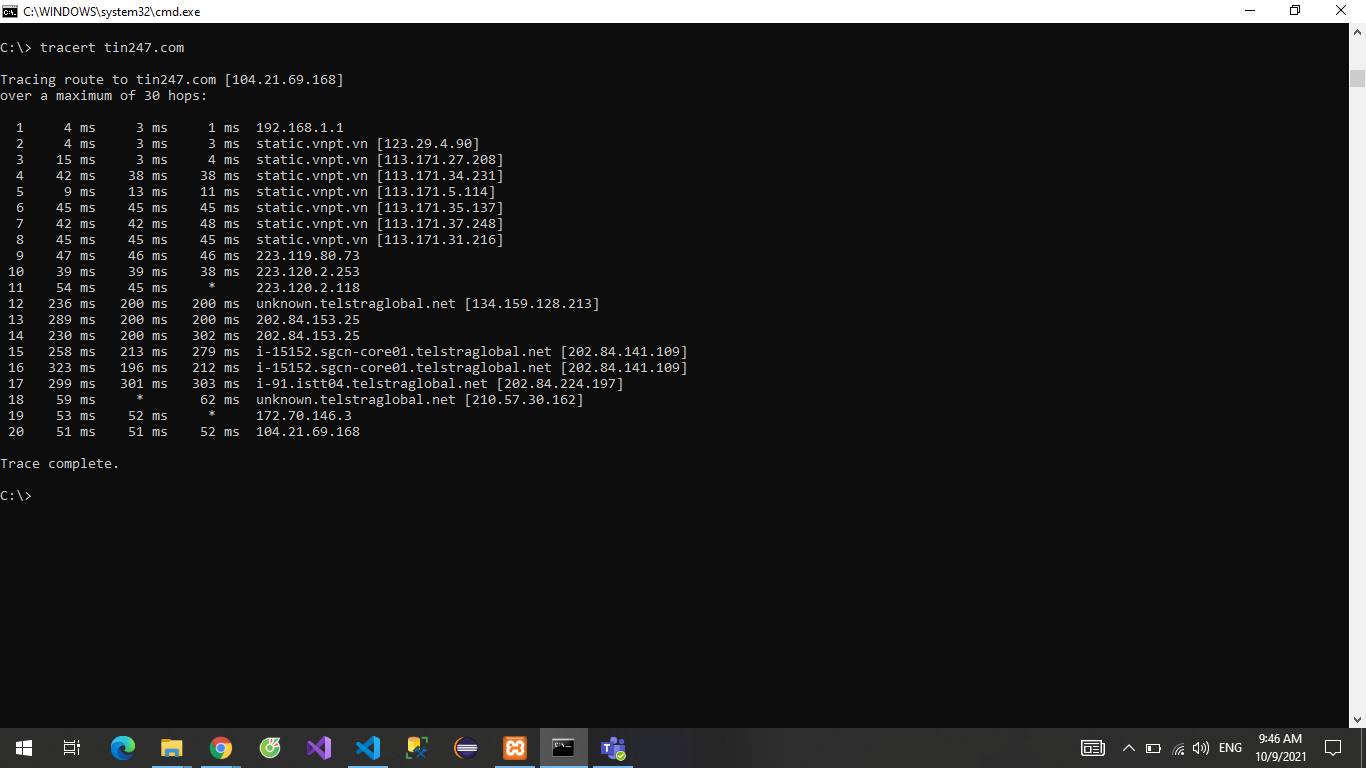 C:\WINDOWS\system32\cmd.exe
C:\> tracert tin247.com
Tracing route to tin247.com [104.21.69.168]
over a maximum of 30 hops:
1 4 ms 3 ms 1 ms 192.168.1.1
2 4 ms 3 ms 3 ms static.vnpt.vn [123.29.4.90]
3 15 ms 3 ms 4 ms static.vnpt.vn [113.171.27.208]
4 42 ms 38 ms 38 ms static.vnpt.vn [113.171.34.231]
5 9 ms 13 ms 11 ms static.vnpt.vn [113.171.5.114]
6 45 ms 45 ms 45 ms static.vnpt.vn [113.171.35.137]
7 42 ms 42 ms 48 ms static.vnpt.vn [113.171.37.248]
8 45 ms 45 ms 45 ms static.vnpt.vn [113.171.31.216]
9 47 ms 46 ms 46 ms 223.119.80.73
10 39 ms 39 ms 38 ms 223.120.2.253
11 54 ms 45 ms * 223.120.2.118
12 236 ms 200 ms 200 ms unknown.telstraglobal.net [134.159.128.213]
13 289 ms 200 ms 200 ms 202.84.153.25
14 230 ms 200 ms 302 ms 202.84.153.25
15 258 ms 213 ms 279 ms i-15152.sgcn-core01.telstraglobal.net [202.84.141.109]
16 323 ms 196 ms 212 ms i-15152.sgcn-core01.telstraglobal.net [202.84.141.109]
17 299 ms 301 ms 303 ms i-91.istt04.telstraglobal.net [202.84.224.197]
18 59 ms * 62 ms unknown.telstraglobal.net [210.57.30.162]
19 53 ms 52 ms * 172.70.146.3
20 51 ms 51 ms 52 ms 104.21.69.168
Trace complete.
C:\>
ENG
9:46 AM
10/9/2021